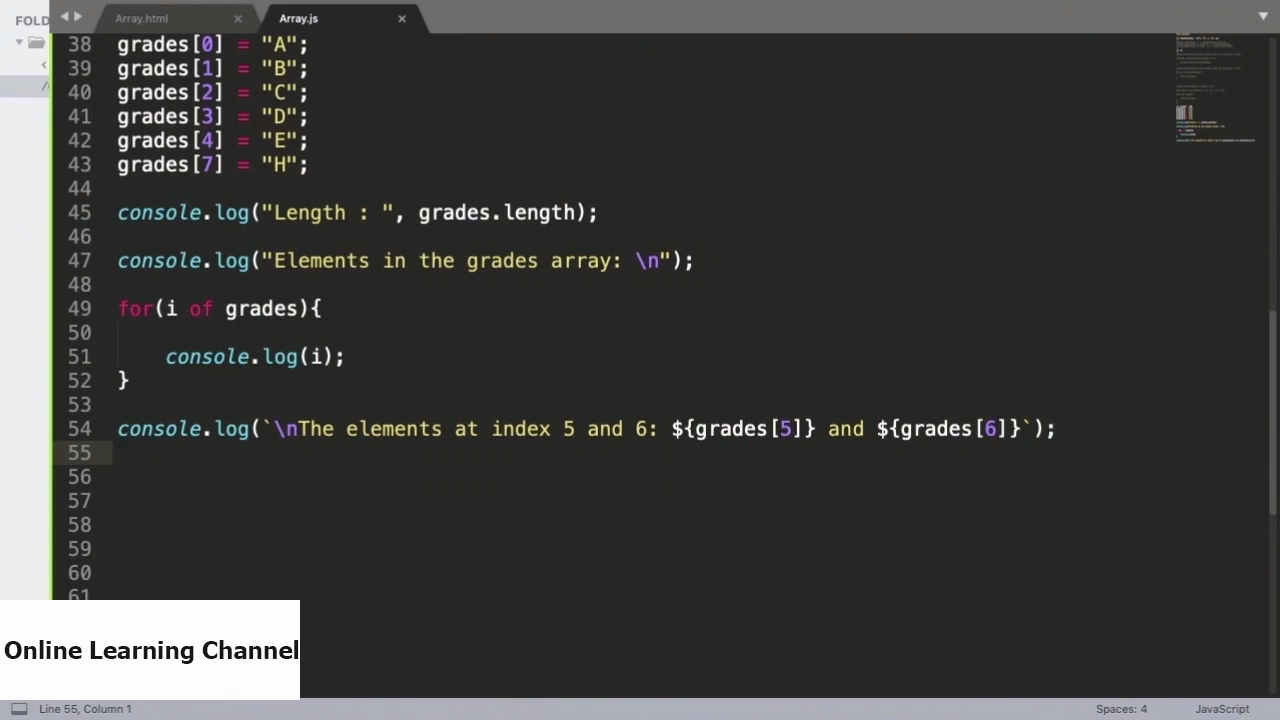 FOLD
Array.html ×
Array.js ×
38 grades[0] = "A";
39 grades[1] = "B";
40 grades[2] = "C";
41 grades[3] = "D";
42 grades[4] = "E";
43 grades[7] = "H";
44
45 console.log("Length : ", grades.length);
46
47 console.log("Elements in the grades array: \n");
48
49 for(i of grades){
50
51     console.log(i);
52 }
53
54 console.log(`\nThe elements at index 5 and 6: ${grades[5]} and ${grades[6]}`);
55
56
57
58
59
60
61
Online Learning Channel
Line 55, Column 1
Spaces: 4
JavaScript